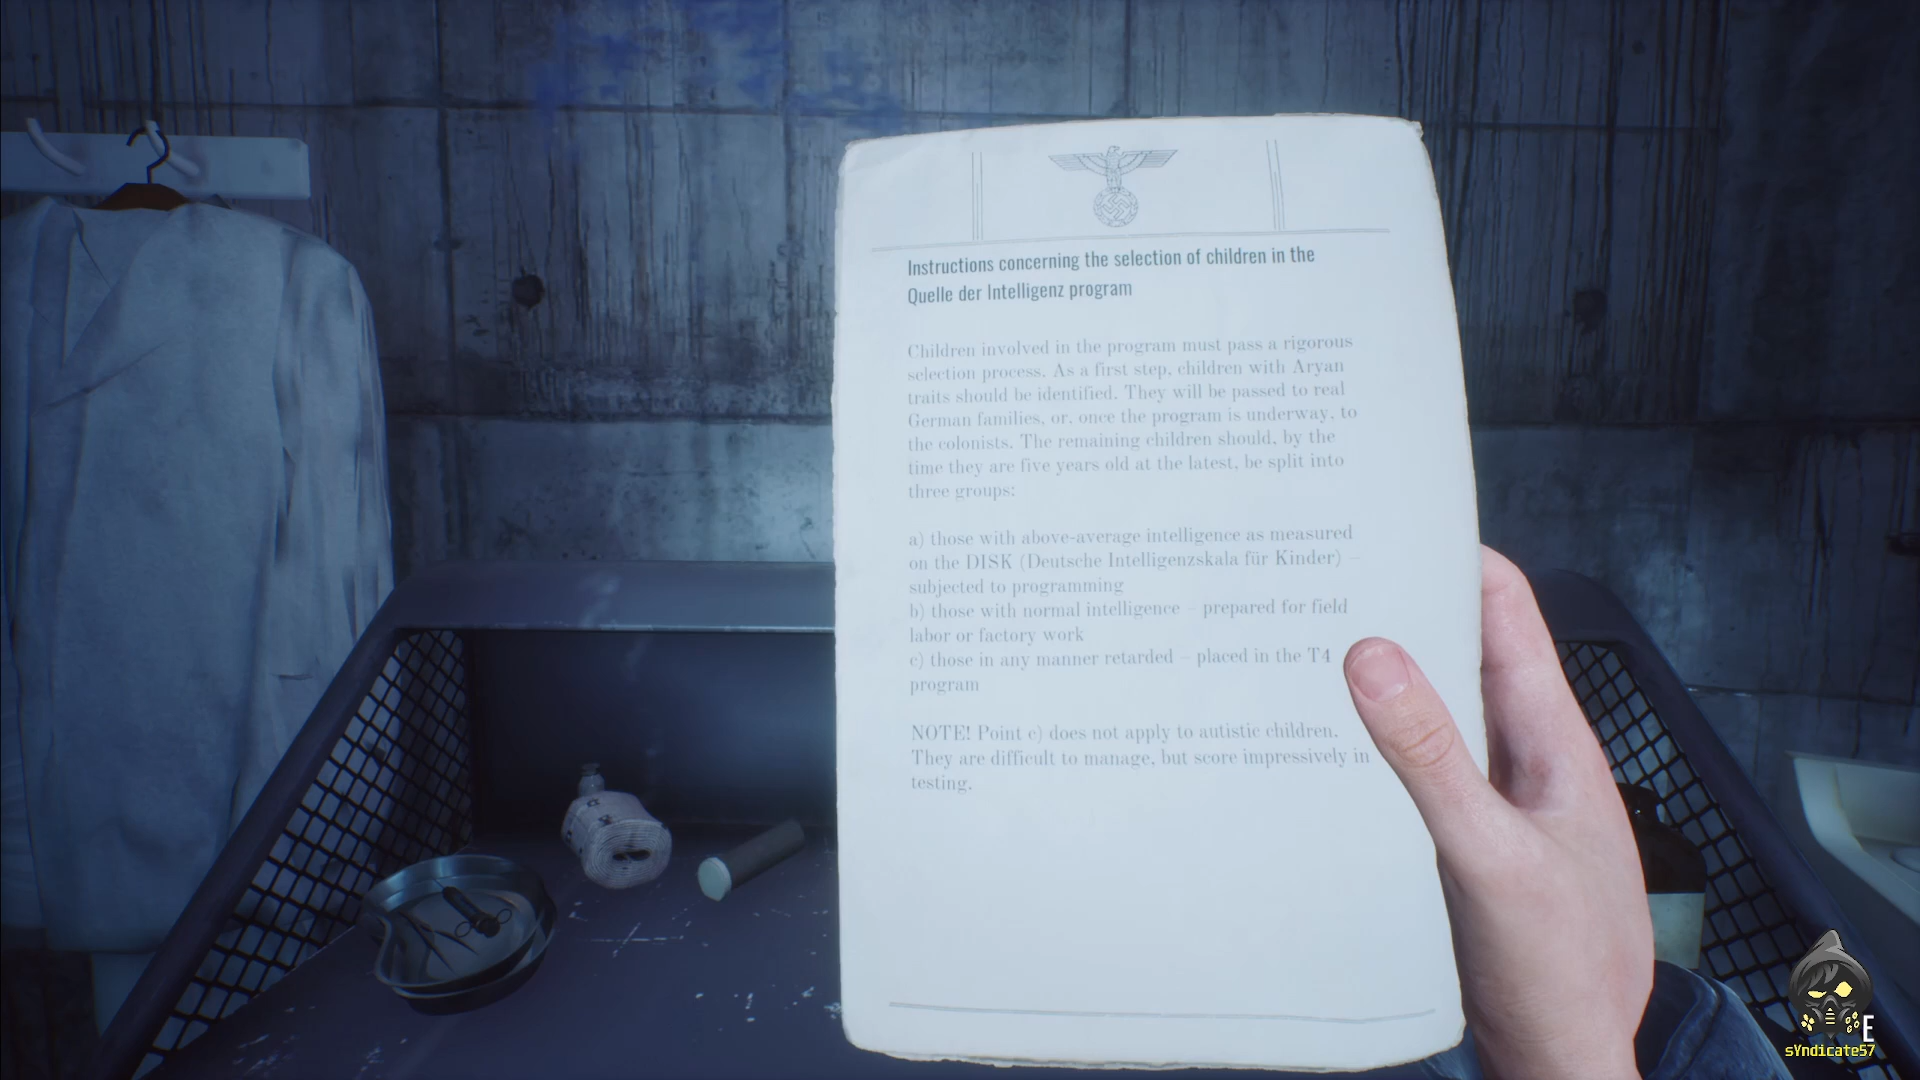 Instructions concerning the selection of children in the
Quelle der Intelligenz program
Children involved in the program must pass a rigorous
selection process. As a first step, children with Aryan
traits should be identified. They will be passed to real
German families, or, once the program is underway, to
the colonists. The remaining children should, by the
time they are five years old at the latest, be split into
three groups:
a) those with above-average intelligence as measured
on the DISK (Deutsche Intelligenzskala für Kinder) –
subjected to programming
b) those with normal intelligence – prepared for field
labor or factory work
c) those in any manner retarded – placed in the T4
program
NOTE! Point c) does not apply to autistic children.
They are difficult to manage, but score impressively in
testing.
E
sYndicate57